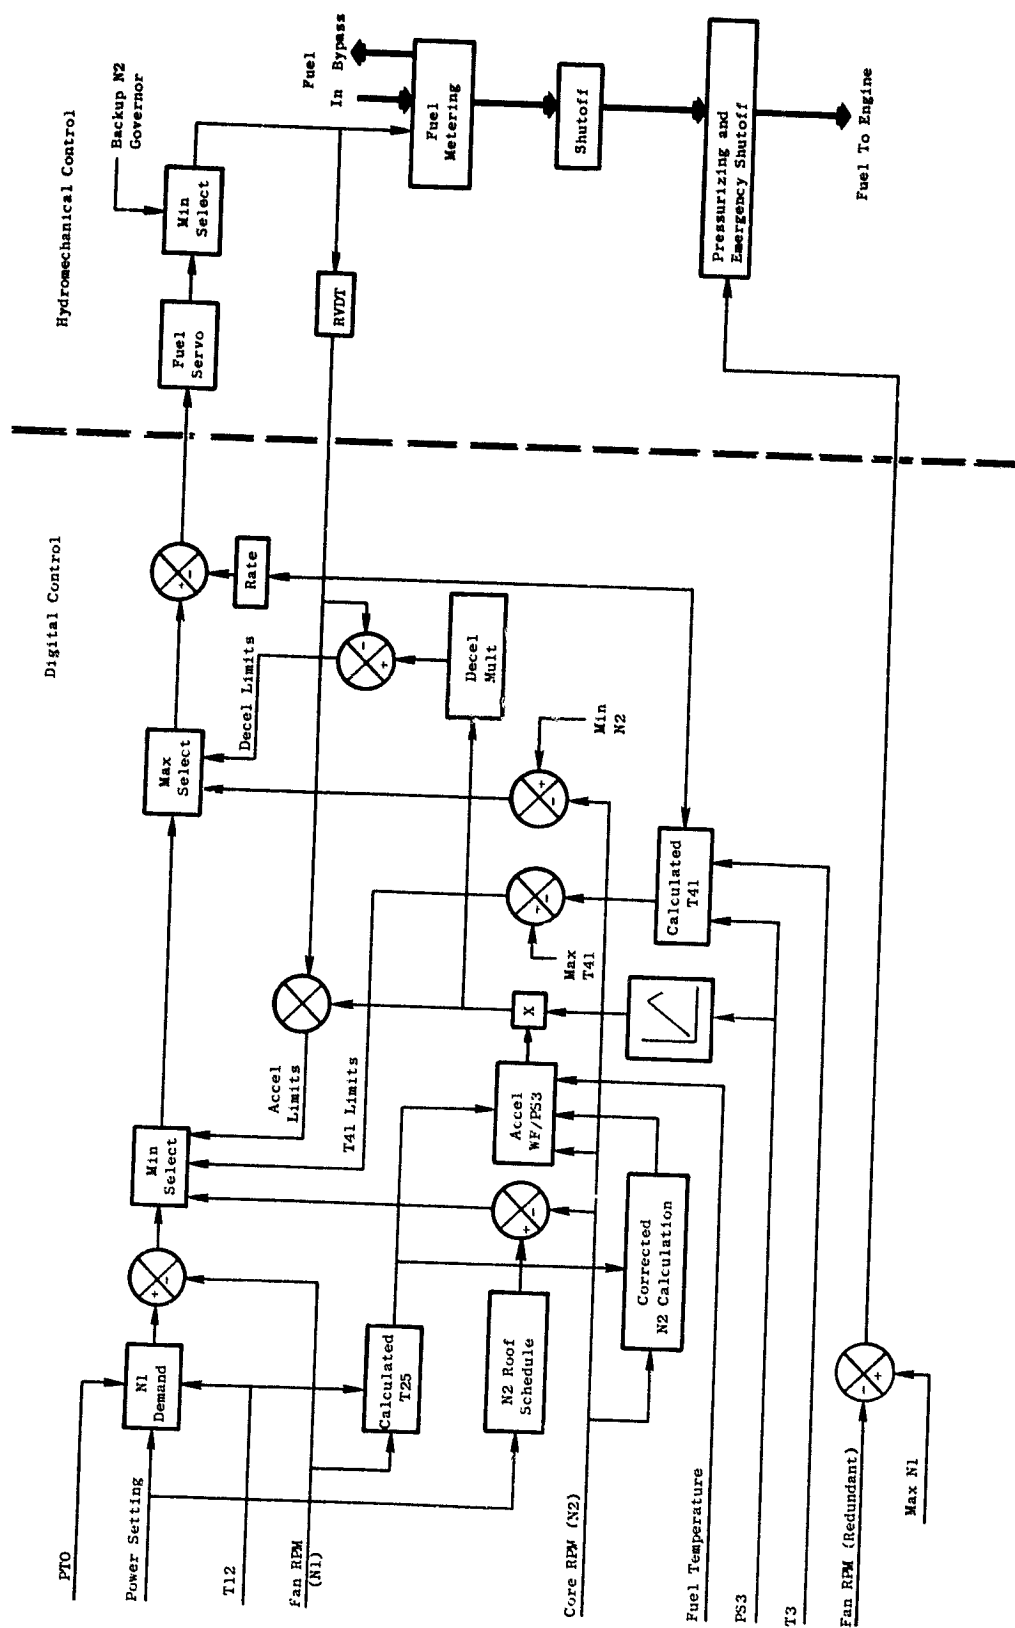 Digital Control
Hydromechanical Control
PTO
Power Setting
T12
Fan RPM
(N1)
Core RPM (N2)
Fuel Temperature
PS3
T3
Fan RPM (Redundant)
Max N1
N1
Demand
+
-
Calculated
T25
N2 Roof
Schedule
Corrected
N2 Calculation
+
-
Min
Select
Accel
Limits
T41 Limits
Accel
WF/PS3
X
Max
T41
Calculated
T41
Min
N2
+
-
Decel
Mult
-
+
Decel Limits
Max
Select
+
-
Rate
-
+
Fuel
Servo
Min
Select
Backup N2
Governor
RVDT
Fuel
In
Bypass
Fuel
Metering
Shutoff
Pressurizing and
Emergency Shutoff
Fuel To Engine